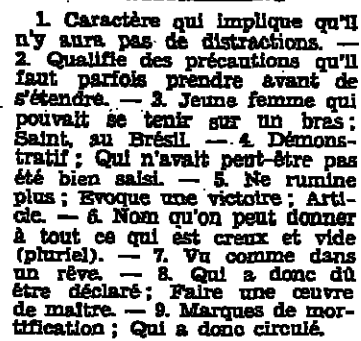 1. Caractère qui implique qu'il
n'y aura pas de distractions. —
2. Qualifie des précautions qu'il
faut parfois prendre avant de
s'étendre. — 3. Jeune femme qui
pouvait se tenir sur un bras ;
Saint, au Brésil. — 4. Démons-
tratif ; Qui n'avait peut-être pas
été bien saisi. — 5. Ne rumine
plus ; Evoque une victoire ; Arti-
cle. — 6. Nom qu'on peut donner
à tout ce qui est creux et vide
(pluriel). — 7. Vu comme dans
un rêve. — 8. Qui a donc dû
être déclaré ; Faire une œuvre
de maître. — 9. Marques de mor-
tification ; Qui a donc circulé.